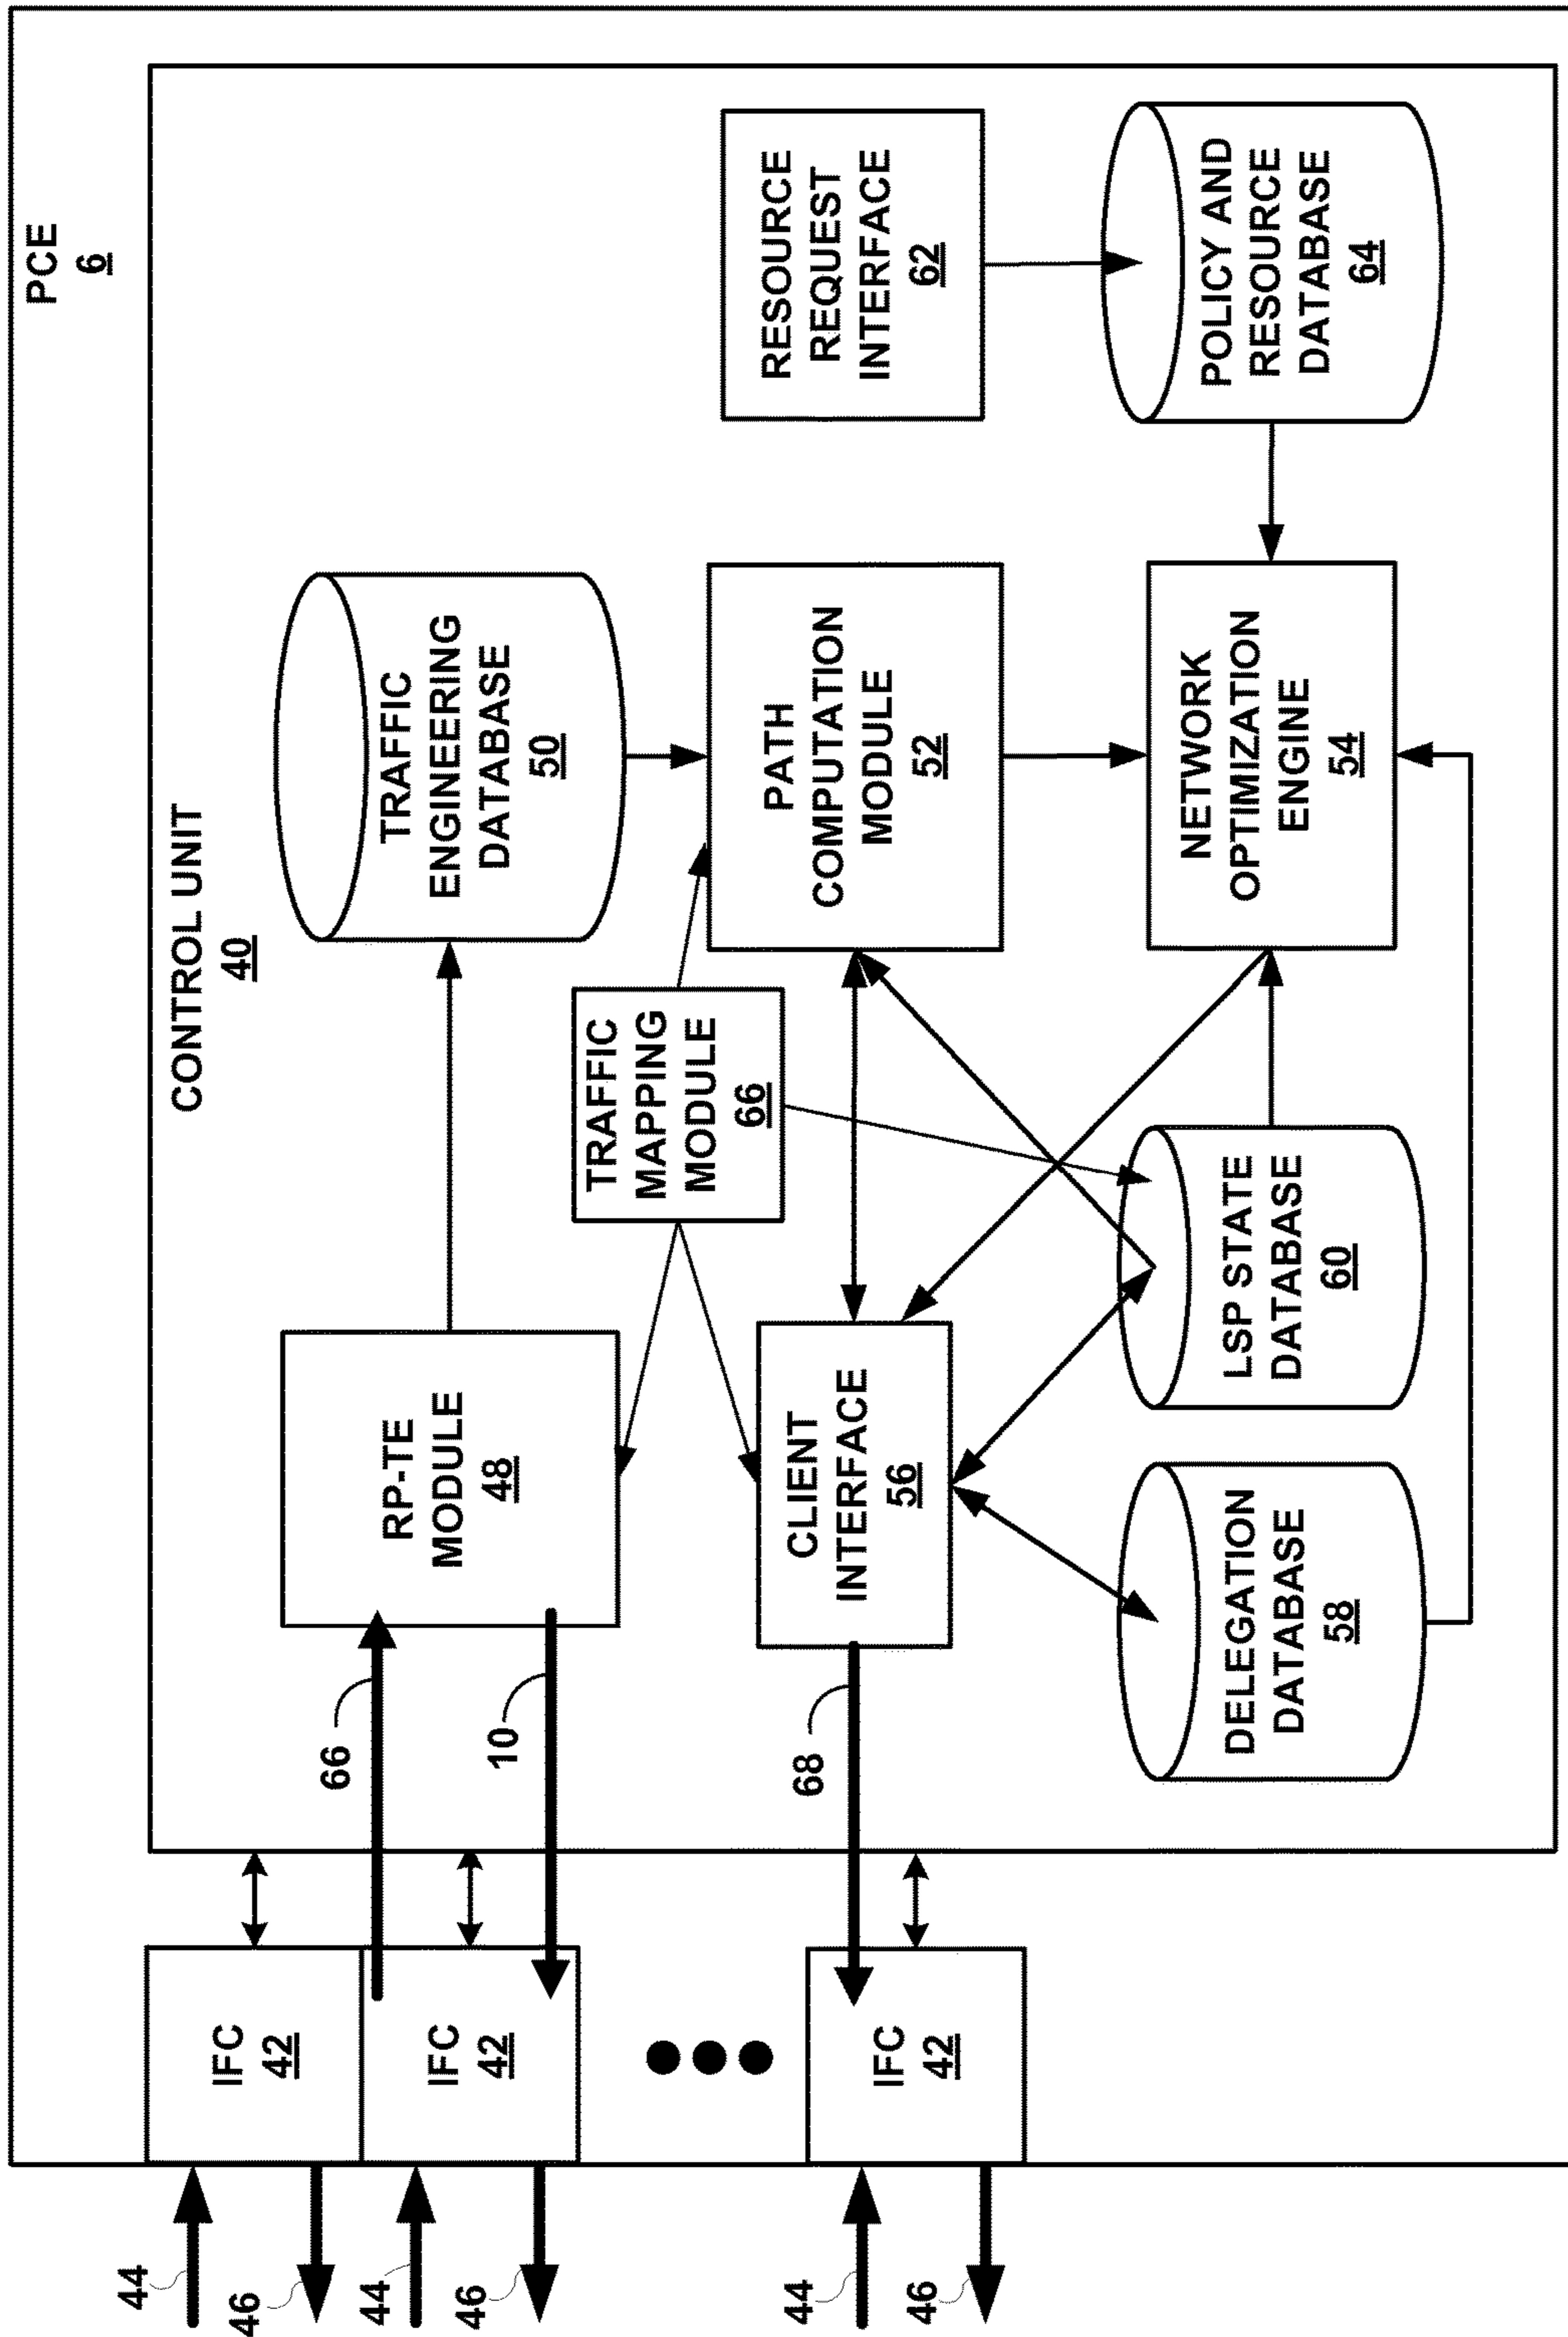 PCE
6
CONTROL UNIT
40
IFC
42
IFC
42
IFC
42
44
46
44
46
44
46
66
10
68
RP-TE
MODULE
48
TRAFFIC
ENGINEERING
DATABASE
50
TRAFFIC
MAPPING
MODULE
66
CLIENT
INTERFACE
56
PATH
COMPUTATION
MODULE
52
RESOURCE
REQUEST
INTERFACE
62
DELEGATION
DATABASE
58
LSP STATE
DATABASE
60
NETWORK
OPTIMIZATION
ENGINE
54
POLICY AND
RESOURCE
DATABASE
64